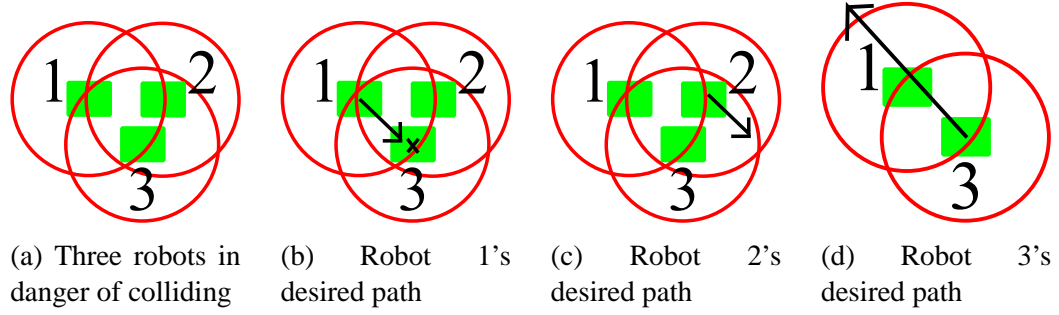 1 2
3
1 2
3
1 2
3
1
3
(a) Three robots in
danger of colliding
(b) Robot 1's
desired path
(c) Robot 2's
desired path
(d) Robot 3's
desired path